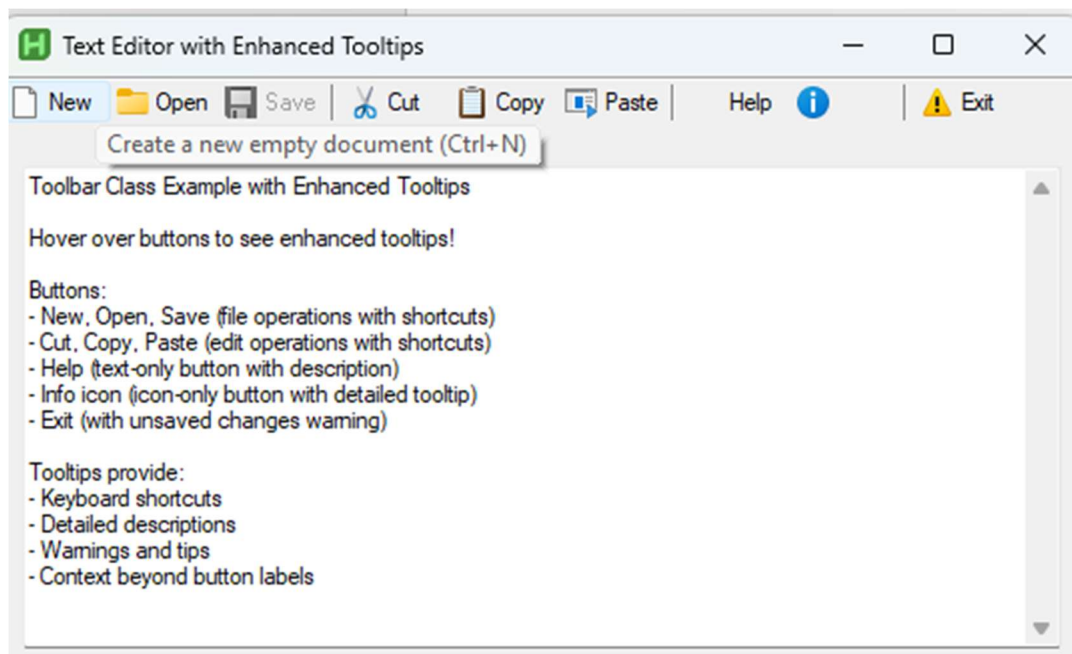 H Text Editor with Enhanced Tooltips
New Open Save Cut Copy Paste Help i Exit
Create a new empty document (Ctrl+N)
Toolbar Class Example with Enhanced Tooltips
Hover over buttons to see enhanced tooltips!
Buttons:
- New, Open, Save (file operations with shortcuts)
- Cut, Copy, Paste (edit operations with shortcuts)
- Help (text-only button with description)
- Info icon (icon-only button with detailed tooltip)
- Exit (with unsaved changes warning)
Tooltips provide:
- Keyboard shortcuts
- Detailed descriptions
- Warnings and tips
- Context beyond button labels